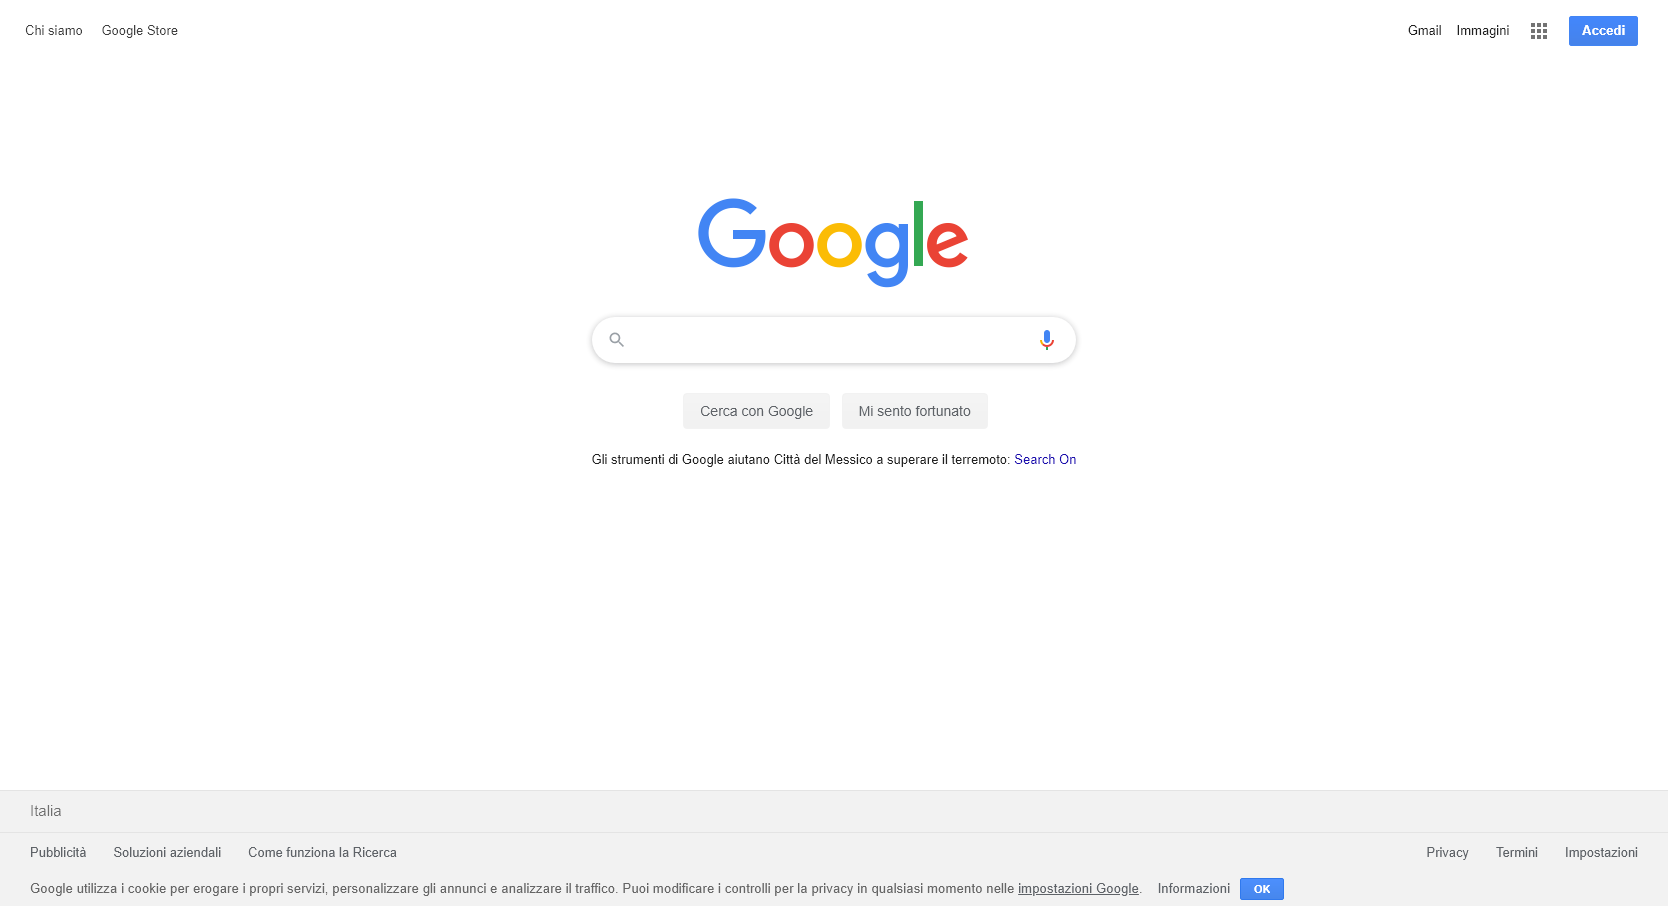 Chi siamo Google Store Gmail Immagini Accedi
Google
Cerca con Google Mi sento fortunato
Gli strumenti di Google aiutano Città del Messico a superare il terremoto: Search On
Italia
Pubblicità Soluzioni aziendali Come funziona la Ricerca Privacy Termini Impostazioni
Google utilizza i cookie per erogare i propri servizi, personalizzare gli annunci e analizzare il traffico. Puoi modificare i controlli per la privacy in qualsiasi momento nelle impostazioni Google. Informazioni OK